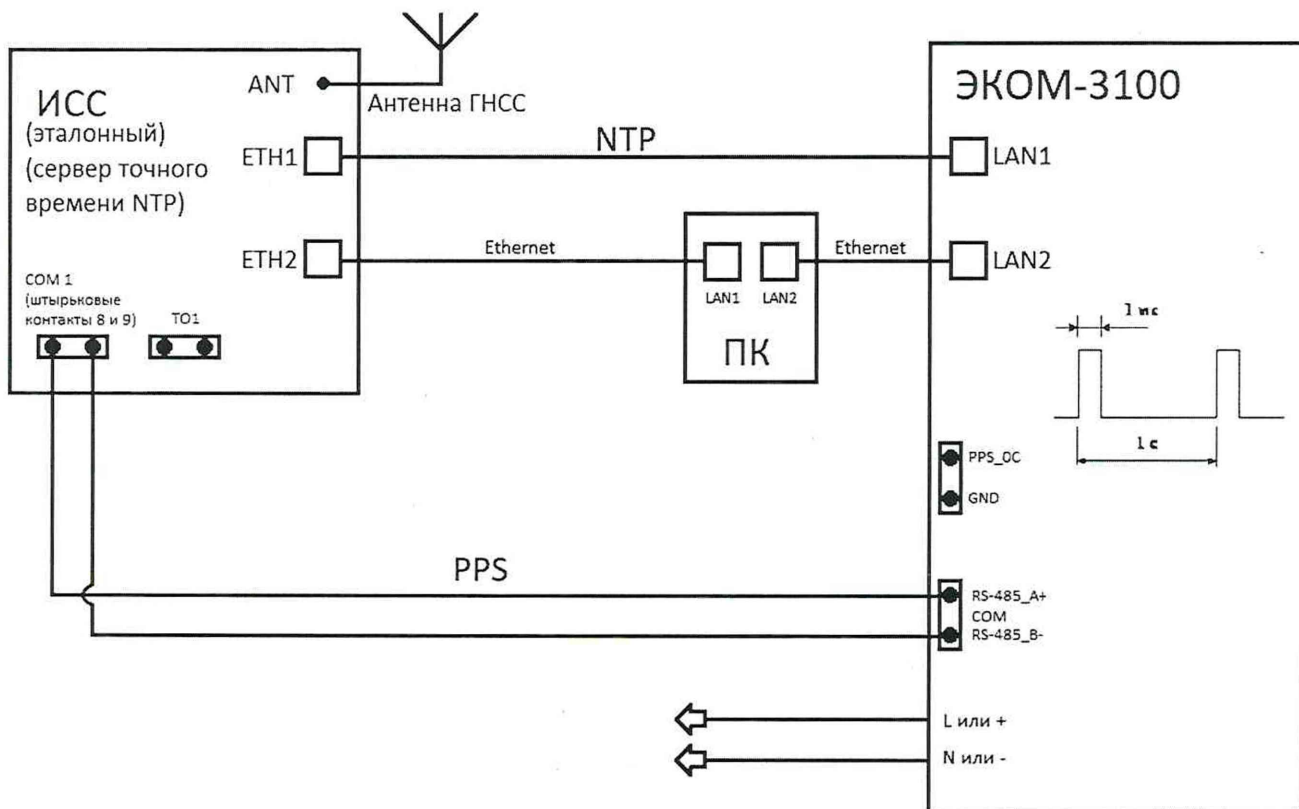 ИСС
(эталонный)
(сервер точного
времени NTP)
ANT
Антенна ГНСС
ETH1
ETH2
COM 1
(штырьковые
контакты 8 и 9)
TO1
NTP
Ethernet
LAN1
LAN2
ПК
Ethernet
ЭКОМ-3100
LAN1
LAN2
1 мс
1 с
PPS_OC
GND
PPS
RS-485_A+
COM
RS-485_B-
L или +
N или -